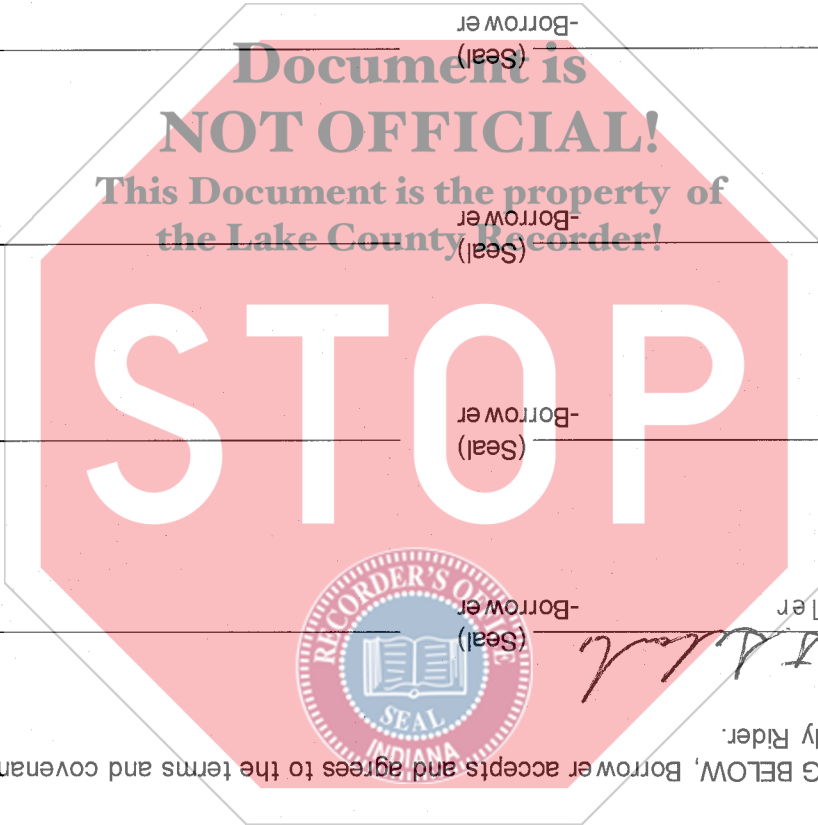 Document is
NOT OFFICIAL!
This Document is the property of
the Lake County Recorder!
STOP
RECORDER'S OFFICE
SEAL
INDIANA
G BELOW, Borrower accepts and agrees to the terms and covenan
ly Rider.
(Seal)
ler
-Borrower
(Seal)
-Borrower
(Seal)
-Borrower
(Seal)
-Borrower